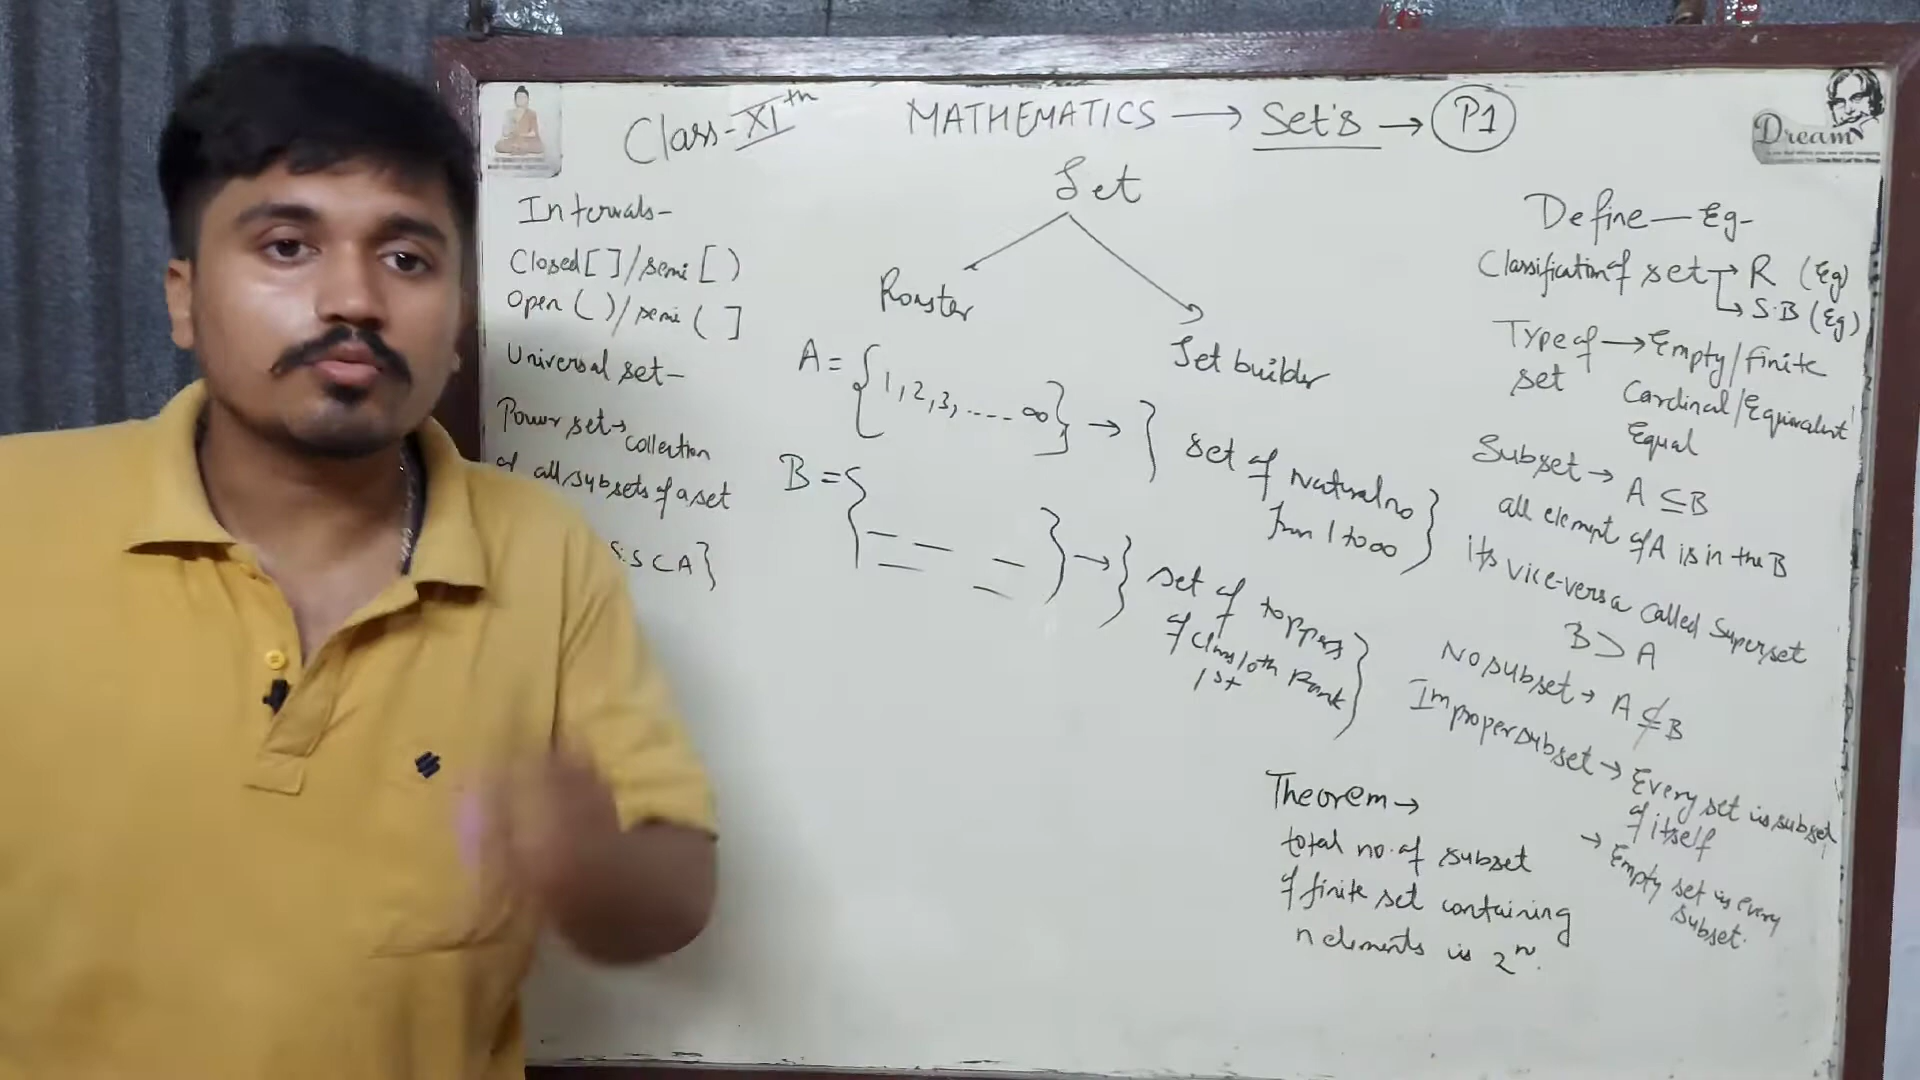 Class-XIth MATHEMATICS → Set's → P1
Dream
Intervals-
Closed [ ] / semi [ )
Open ( ) / semi ( ]
Universal set-
Power set → collection
of all subsets of a set
S ⊂ A}
Set
Roaster
Set builder
A = {1, 2, 3, ..... ∞} → } set of natural no
from 1 to ∞ }
B = { } → } set of toppers
of class 10th Rank
1st }
Define - Eg-
Classification of set → R (Eg)
→ S.B (Eg)
Type of → Empty / Finite
set Cardinal / Equivalent
Equal
Subset → A ⊆ B
all element of A is in the B
its vice-versa called Superset
B ⊃ A
No subset → A ⊄ B
Improper subset → Every set is subset
of itself
→ Empty set is every
subset.
Theorem →
total no. of subset
of finite set containing
n elements is 2ⁿ.